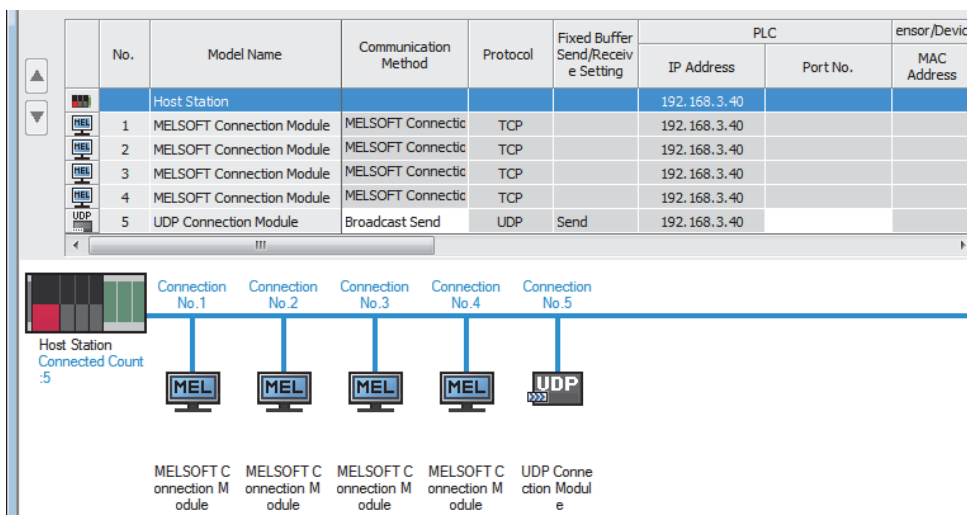 No. Model Name Communication Method Protocol Fixed Buffer Send/Receiv e Setting PLC ensor/Devic
IP Address Port No. MAC Address
Host Station 192.168.3.40
MEL 1 MELSOFT Connection Module MELSOFT Connectio TCP 192.168.3.40
MEL 2 MELSOFT Connection Module MELSOFT Connectio TCP 192.168.3.40
MEL 3 MELSOFT Connection Module MELSOFT Connectio TCP 192.168.3.40
MEL 4 MELSOFT Connection Module MELSOFT Connectio TCP 192.168.3.40
UDP 5 UDP Connection Module Broadcast Send UDP Send 192.168.3.40
Connection Connection Connection Connection Connection
No.1 No.2 No.3 No.4 No.5
Host Station
Connected Count
:5
MEL MEL MEL MEL UDP
MELSOFT C MELSOFT C MELSOFT C MELSOFT C UDP Conne
onnection M onnection M onnection M onnection M ction Modul
odule odule odule odule e